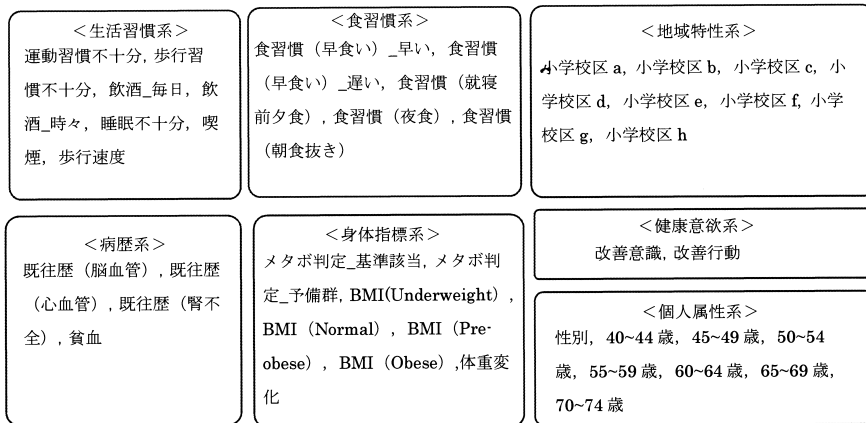 ＜生活習慣系＞
運動習慣不十分, 歩行習
慣不十分, 飲酒_毎日, 飲
酒_時々, 睡眠不十分, 喫
煙, 歩行速度
＜食習慣系＞
食習慣（早食い）_早い, 食習慣
（早食い）_遅い, 食習慣（就寝
前夕食）, 食習慣（夜食）, 食習慣
（朝食抜き）
＜地域特性系＞
小学校区 a, 小学校区 b, 小学校区 c, 小
学校区 d, 小学校区 e, 小学校区 f, 小学
校区 g, 小学校区 h
＜病歴系＞
既往歴（脳血管）, 既往歴
（心血管）, 既往歴（腎不
全）, 貧血
＜身体指標系＞
メタボ判定_基準該当, メタボ判
定_予備群, BMI(Underweight）,
BMI（Normal）, BMI（Pre-
obese）, BMI（Obese）,体重変
化
＜健康意欲系＞
改善意識, 改善行動
＜個人属性系＞
性別, 40~44 歳, 45~49 歳, 50~54
歳, 55~59 歳, 60~64 歳, 65~69 歳,
70~74 歳